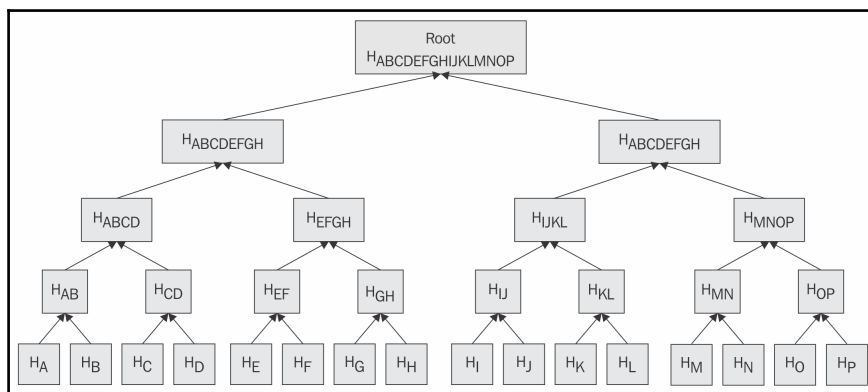 Root
HABCDEFGHIJKLMNOP
HABCDEFGH HABCDEFGH
HABCD HEFGH HIJKL HMNOP
HAB HCD HEF HGH HIJ HKL HMN HOP
HA HB HC HD HE HF HG HH HI HJ HK HL HM HN HO HP